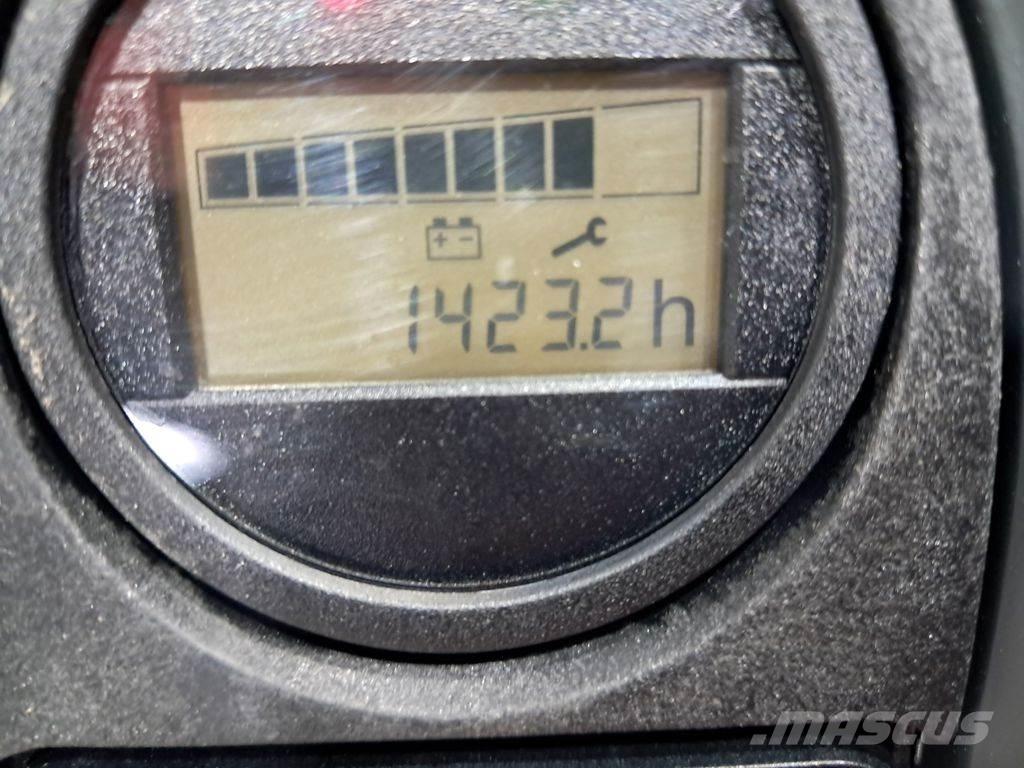 + -
1423.2h
MASCUS